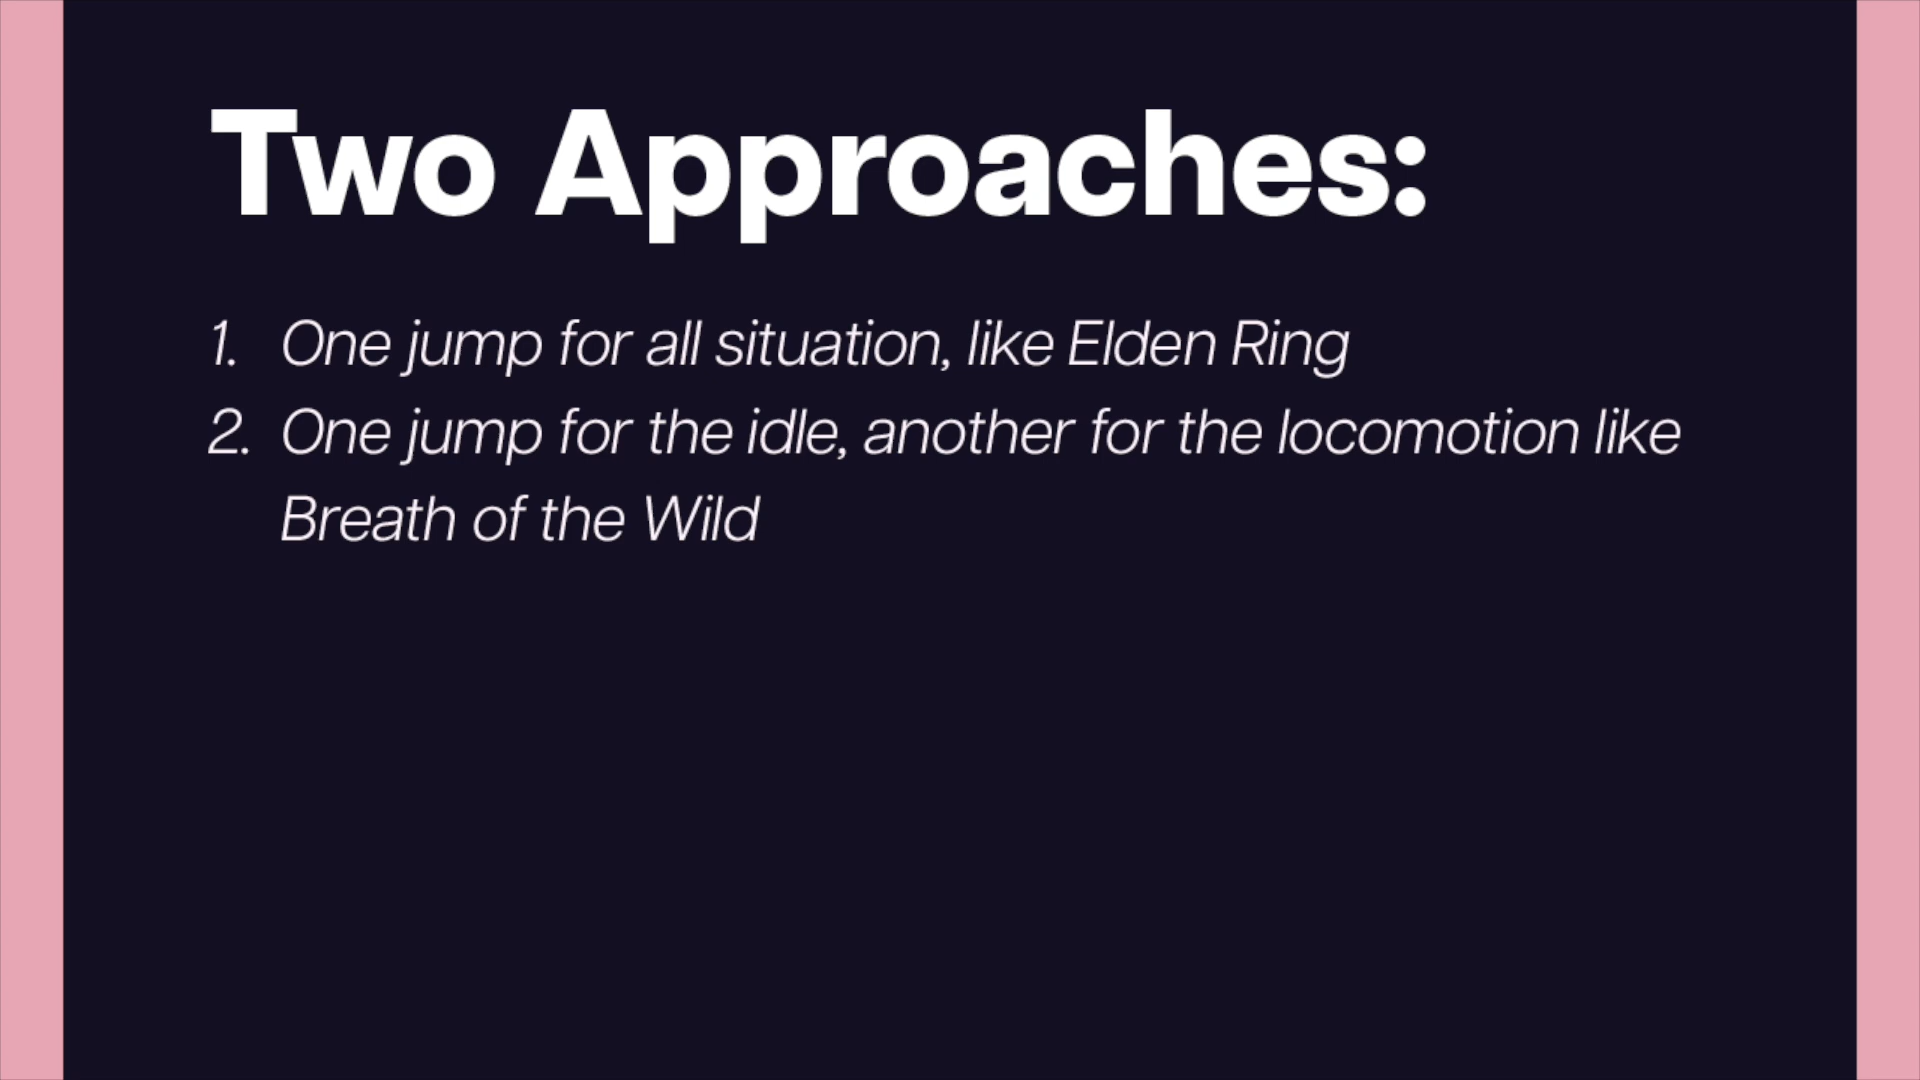 Two Approaches:
1. One jump for all situation, like Elden Ring
2. One jump for the idle, another for the locomotion like
Breath of the Wild